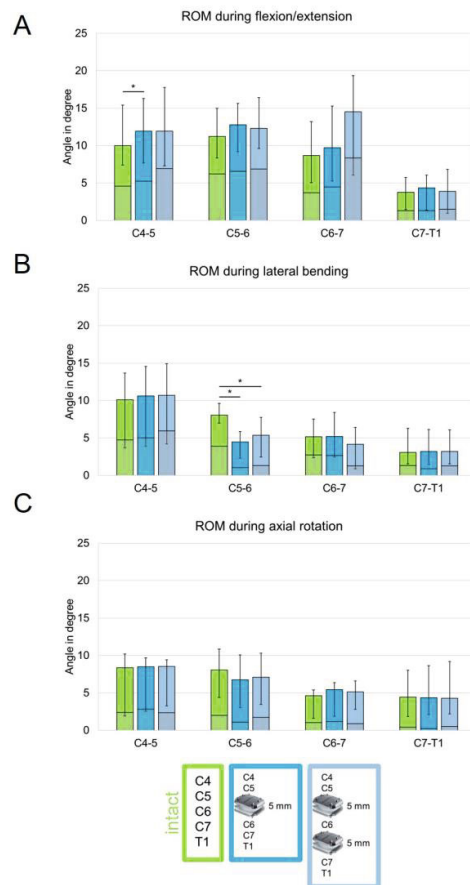 A
ROM during flexion/extension
Angle in degree
25
20
15
10
5
0
*
C4-5
C5-6
C6-7
C7-T1
B
ROM during lateral bending
Angle in degree
25
20
15
10
5
0
*
*
C4-5
C5-6
C6-7
C7-T1
C
ROM during axial rotation
Angle in degree
25
20
15
10
5
0
C4-5
C5-6
C6-7
C7-T1
intact
C4
C5
C6
C7
T1
C4
C5
5 mm
C6
C7
T1
C4
C5
5 mm
C6
5 mm
C7
T1